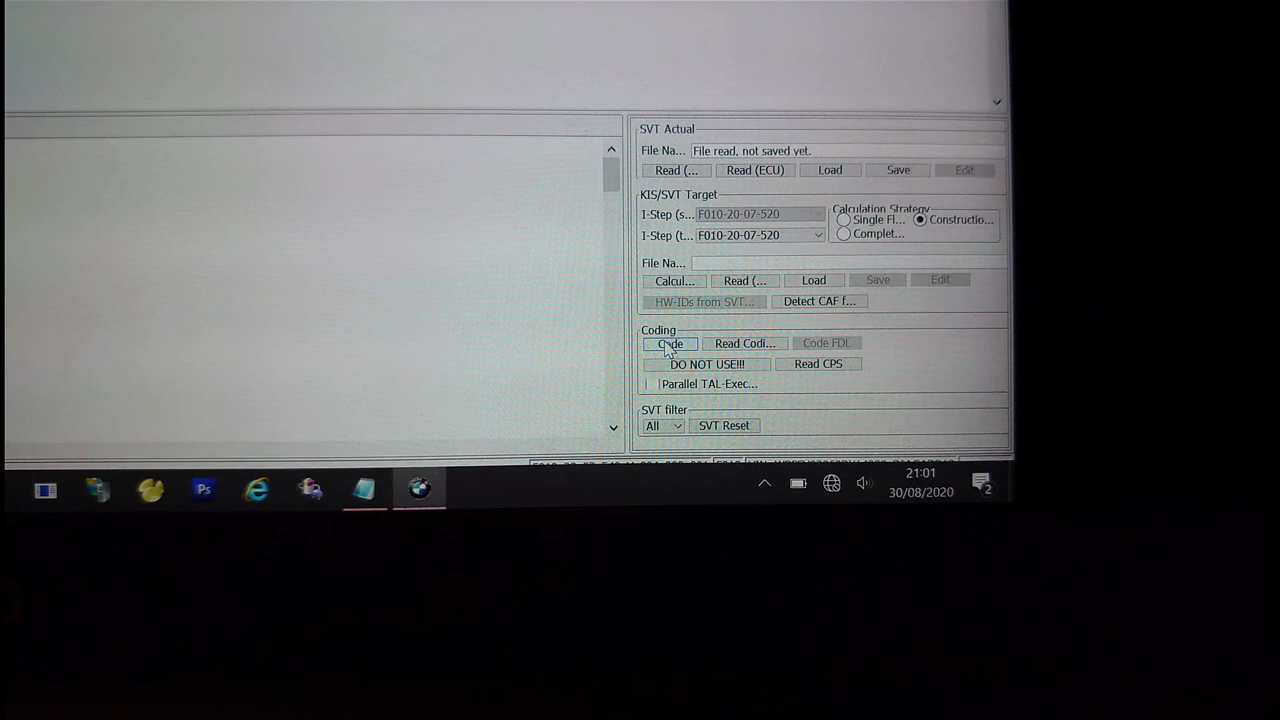 SVT Actual
File Na... File read, not saved yet.
Read (... Read (ECU) Load Save Edit
KIS/SVT Target
I-Step (s... F010-20-07-520
Calculation Strategy
Single Fl... Constructio...
I-Step (t... F010-20-07-520
Complet...
File Na...
Calcul... Read (... Load Save Edit
HW-IDs from SVT... Detect CAF f...
Coding
Code Read Codi... Code FDL
DO NOT USE!!! Read CPS
Parallel TAL-Exec...
SVT filter
All SVT Reset
Ps
21:01
30/08/2020
2